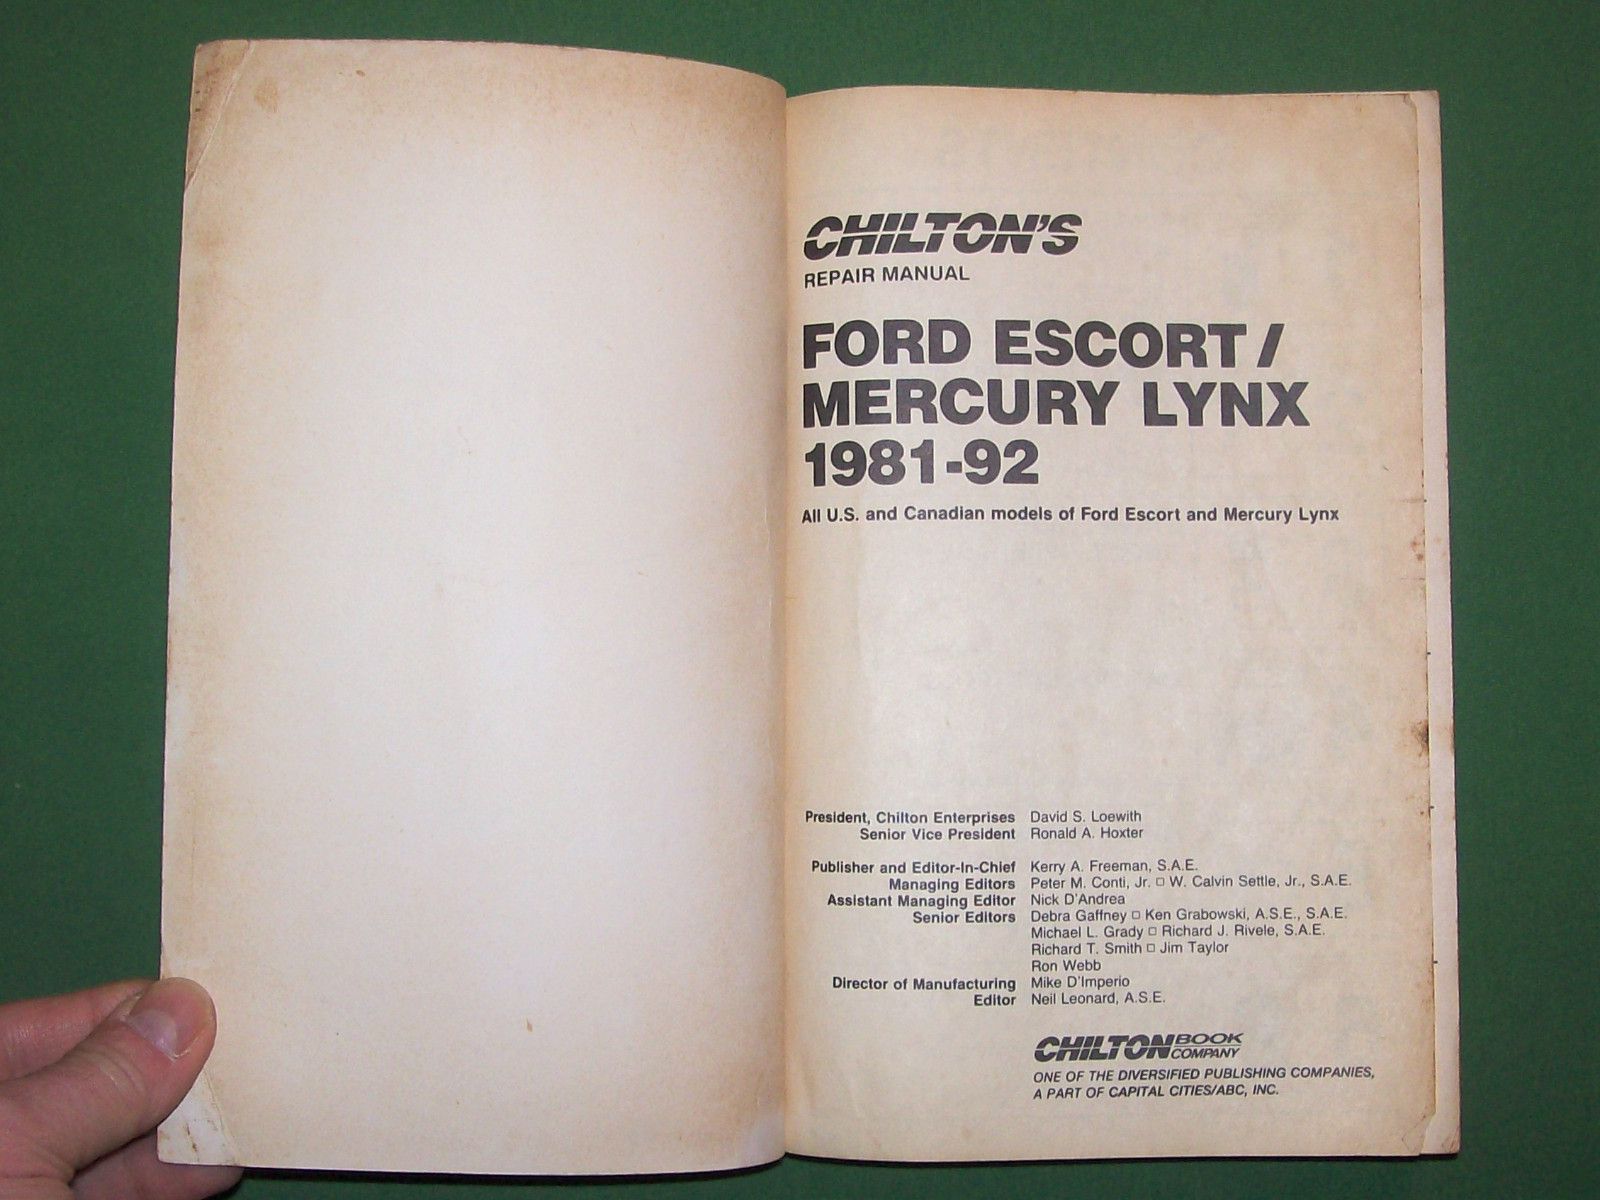 CHILTON'S
REPAIR MANUAL
FORD ESCORT/
MERCURY LYNX
1981-92
All U.S. and Canadian models of Ford Escort and Mercury Lynx
President, Chilton Enterprises David S. Loewith
Senior Vice President Ronald A. Hoxter
Publisher and Editor-In-Chief Kerry A. Freeman, S.A.E.
Managing Editors Peter M. Conti, Jr. □ W. Calvin Settle, Jr., S.A.E.
Assistant Managing Editor Nick D'Andrea
Senior Editors Debra Gaffney □ Ken Grabowski, A.S.E., S.A.E.
Michael L. Grady □ Richard J. Rivele, S.A.E.
Richard T. Smith □ Jim Taylor
Ron Webb
Director of Manufacturing Mike D'Imperio
Editor Neil Leonard, A.S.E.
CHILTON BOOK COMPANY
ONE OF THE DIVERSIFIED PUBLISHING COMPANIES,
A PART OF CAPITAL CITIES/ABC, INC.